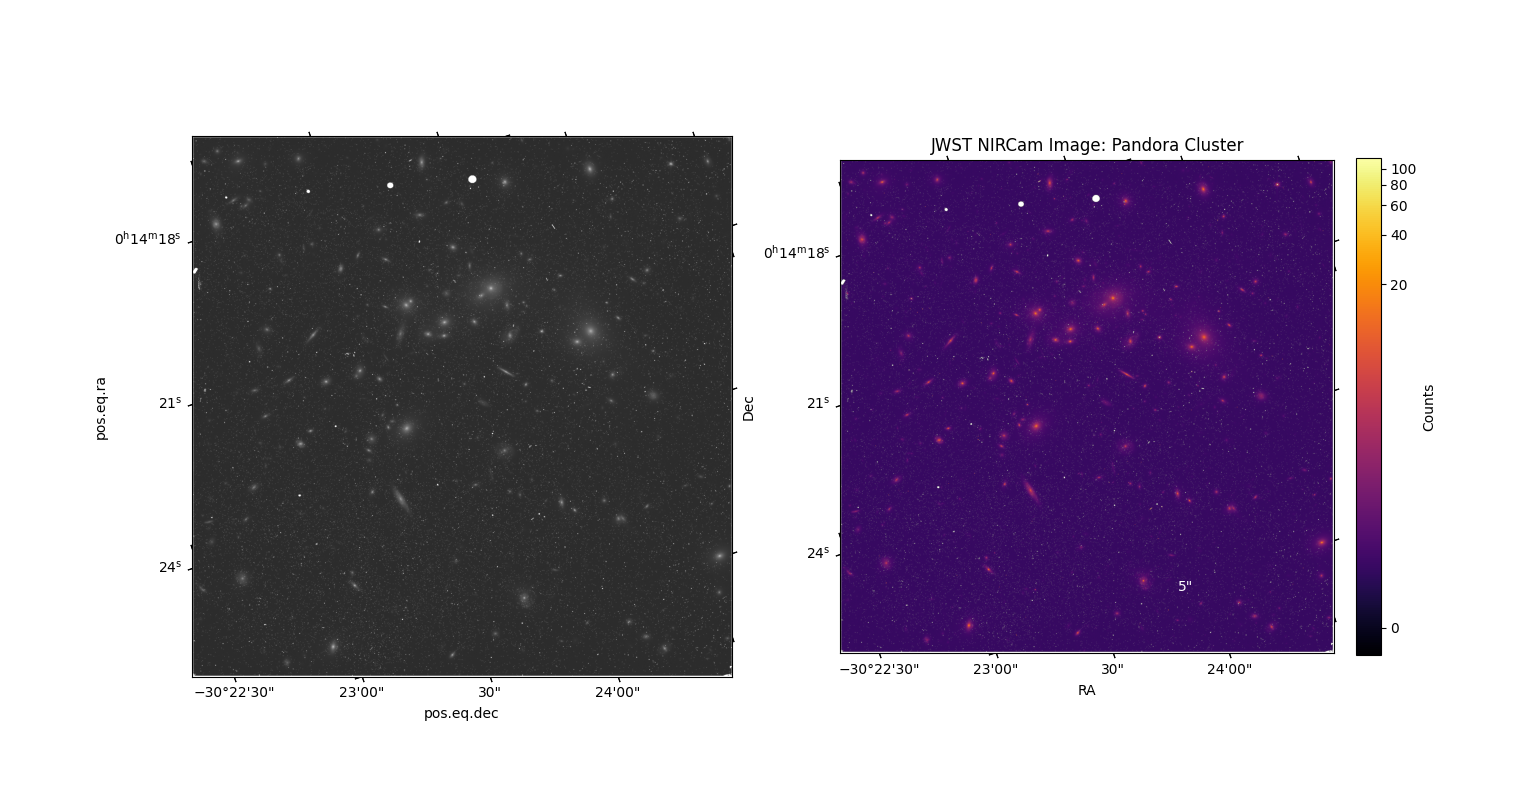 0h14m18s
21s
24s
pos.eq.ra
−30°22'30"
23'00"
30"
24'00"
pos.eq.dec
JWST NIRCam Image: Pandora Cluster
0h14m18s
21s
24s
Dec
5"
−30°22'30"
23'00"
30"
24'00"
RA
100
80
60
40
20
0
Counts